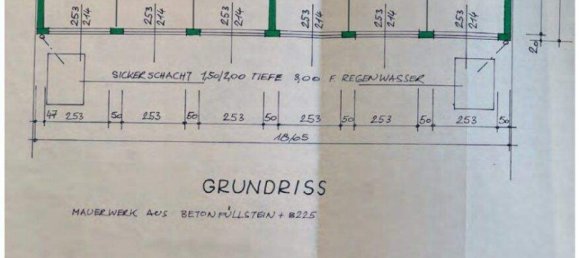 253 253 253 253 253 253
214 214 214 214 214 214
20
SICKERSCHACHT 1,50/2,00 TIEFE 3,00 F. REGENWASSER
47 253 50 253 50 253 50 253 50 253 50 253 50
18/65
GRUNDRISS
MAUERWERK AUS BETONFÜLLSTEIN + B225